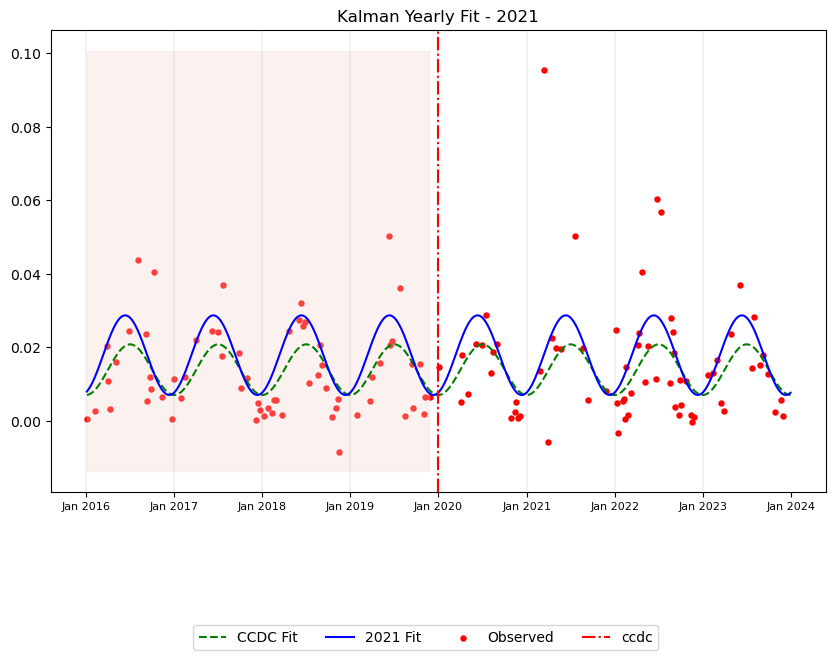 Kalman Yearly Fit - 2021
0.10
0.08
0.06
0.04
0.02
0.00
Jan 2016 Jan 2017 Jan 2018 Jan 2019 Jan 2020 Jan 2021 Jan 2022 Jan 2023 Jan 2024
CCDC Fit 2021 Fit Observed ccdc